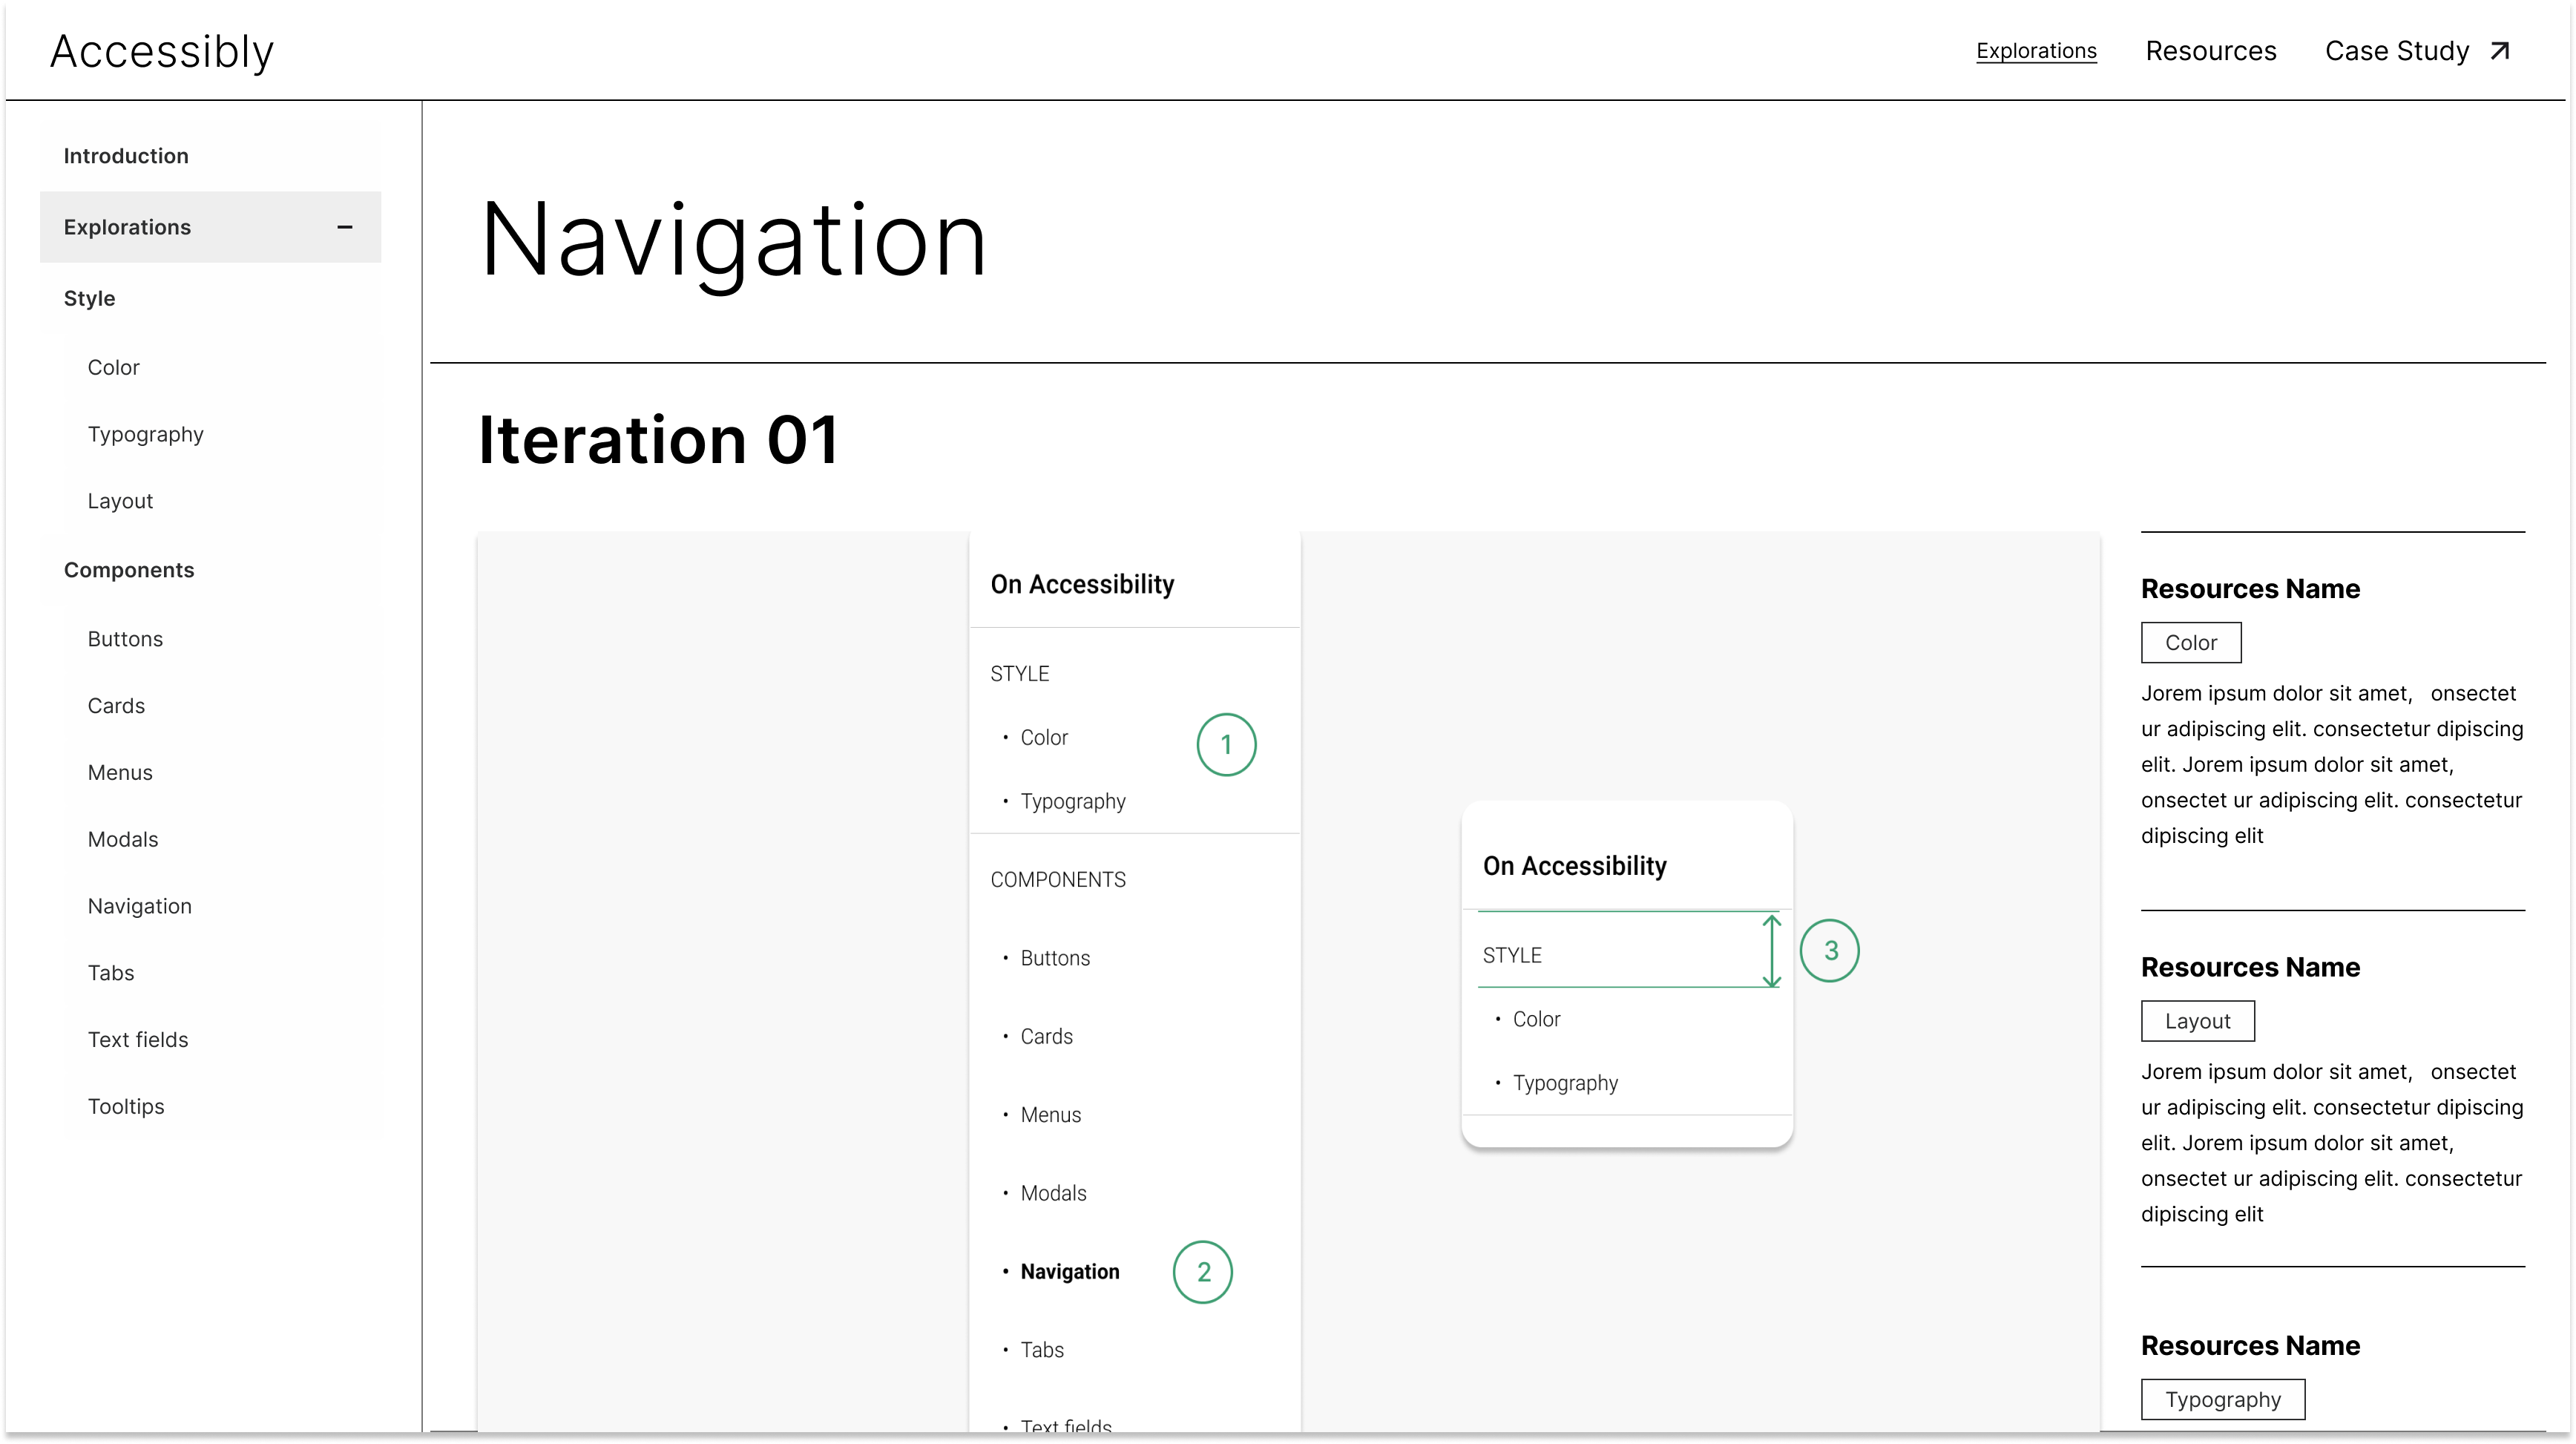 Accessibly
Explorations
Resources
Case Study
Introduction
Explorations
Style
Color
Typography
Layout
Components
Buttons
Cards
Menus
Modals
Navigation
Tabs
Text fields
Tooltips
Navigation
Iteration 01
On Accessibility
STYLE
• Color
1
• Typography
COMPONENTS
• Buttons
• Cards
• Menus
• Modals
• Navigation
2
• Tabs
• Text fields
On Accessibility
STYLE
3
• Color
• Typography
Resources Name
Color
Jorem ipsum dolor sit amet, onsectet
ur adipiscing elit. consectetur dipiscing
elit. Jorem ipsum dolor sit amet,
onsectet ur adipiscing elit. consectetur
dipiscing elit
Resources Name
Layout
Jorem ipsum dolor sit amet, onsectet
ur adipiscing elit. consectetur dipiscing
elit. Jorem ipsum dolor sit amet,
onsectet ur adipiscing elit. consectetur
dipiscing elit
Resources Name
Typography